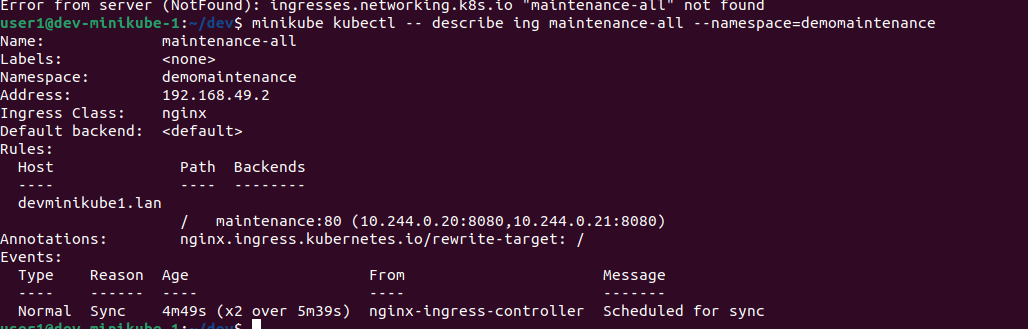 Error from server (NotFound): ingresses.networking.k8s.io "maintenance-all" not found
user1@dev-minikube-1:~/dev$ minikube kubectl -- describe ing maintenance-all --namespace=demomaintenance
Name:             maintenance-all
Labels:           <none>
Namespace:        demomaintenance
Address:          192.168.49.2
Ingress Class:    nginx
Default backend:  <default>
Rules:
  Host               Path  Backends
  ----               ----  --------
  devminikube1.lan
                     /   maintenance:80 (10.244.0.20:8080,10.244.0.21:8080)
Annotations:         nginx.ingress.kubernetes.io/rewrite-target: /
Events:
  Type    Reason  Age                    From                      Message
  ----    ------  ----                   ----                      -------
  Normal  Sync    4m49s (x2 over 5m39s)  nginx-ingress-controller  Scheduled for sync
user1@dev-minikube-1:~/dev$